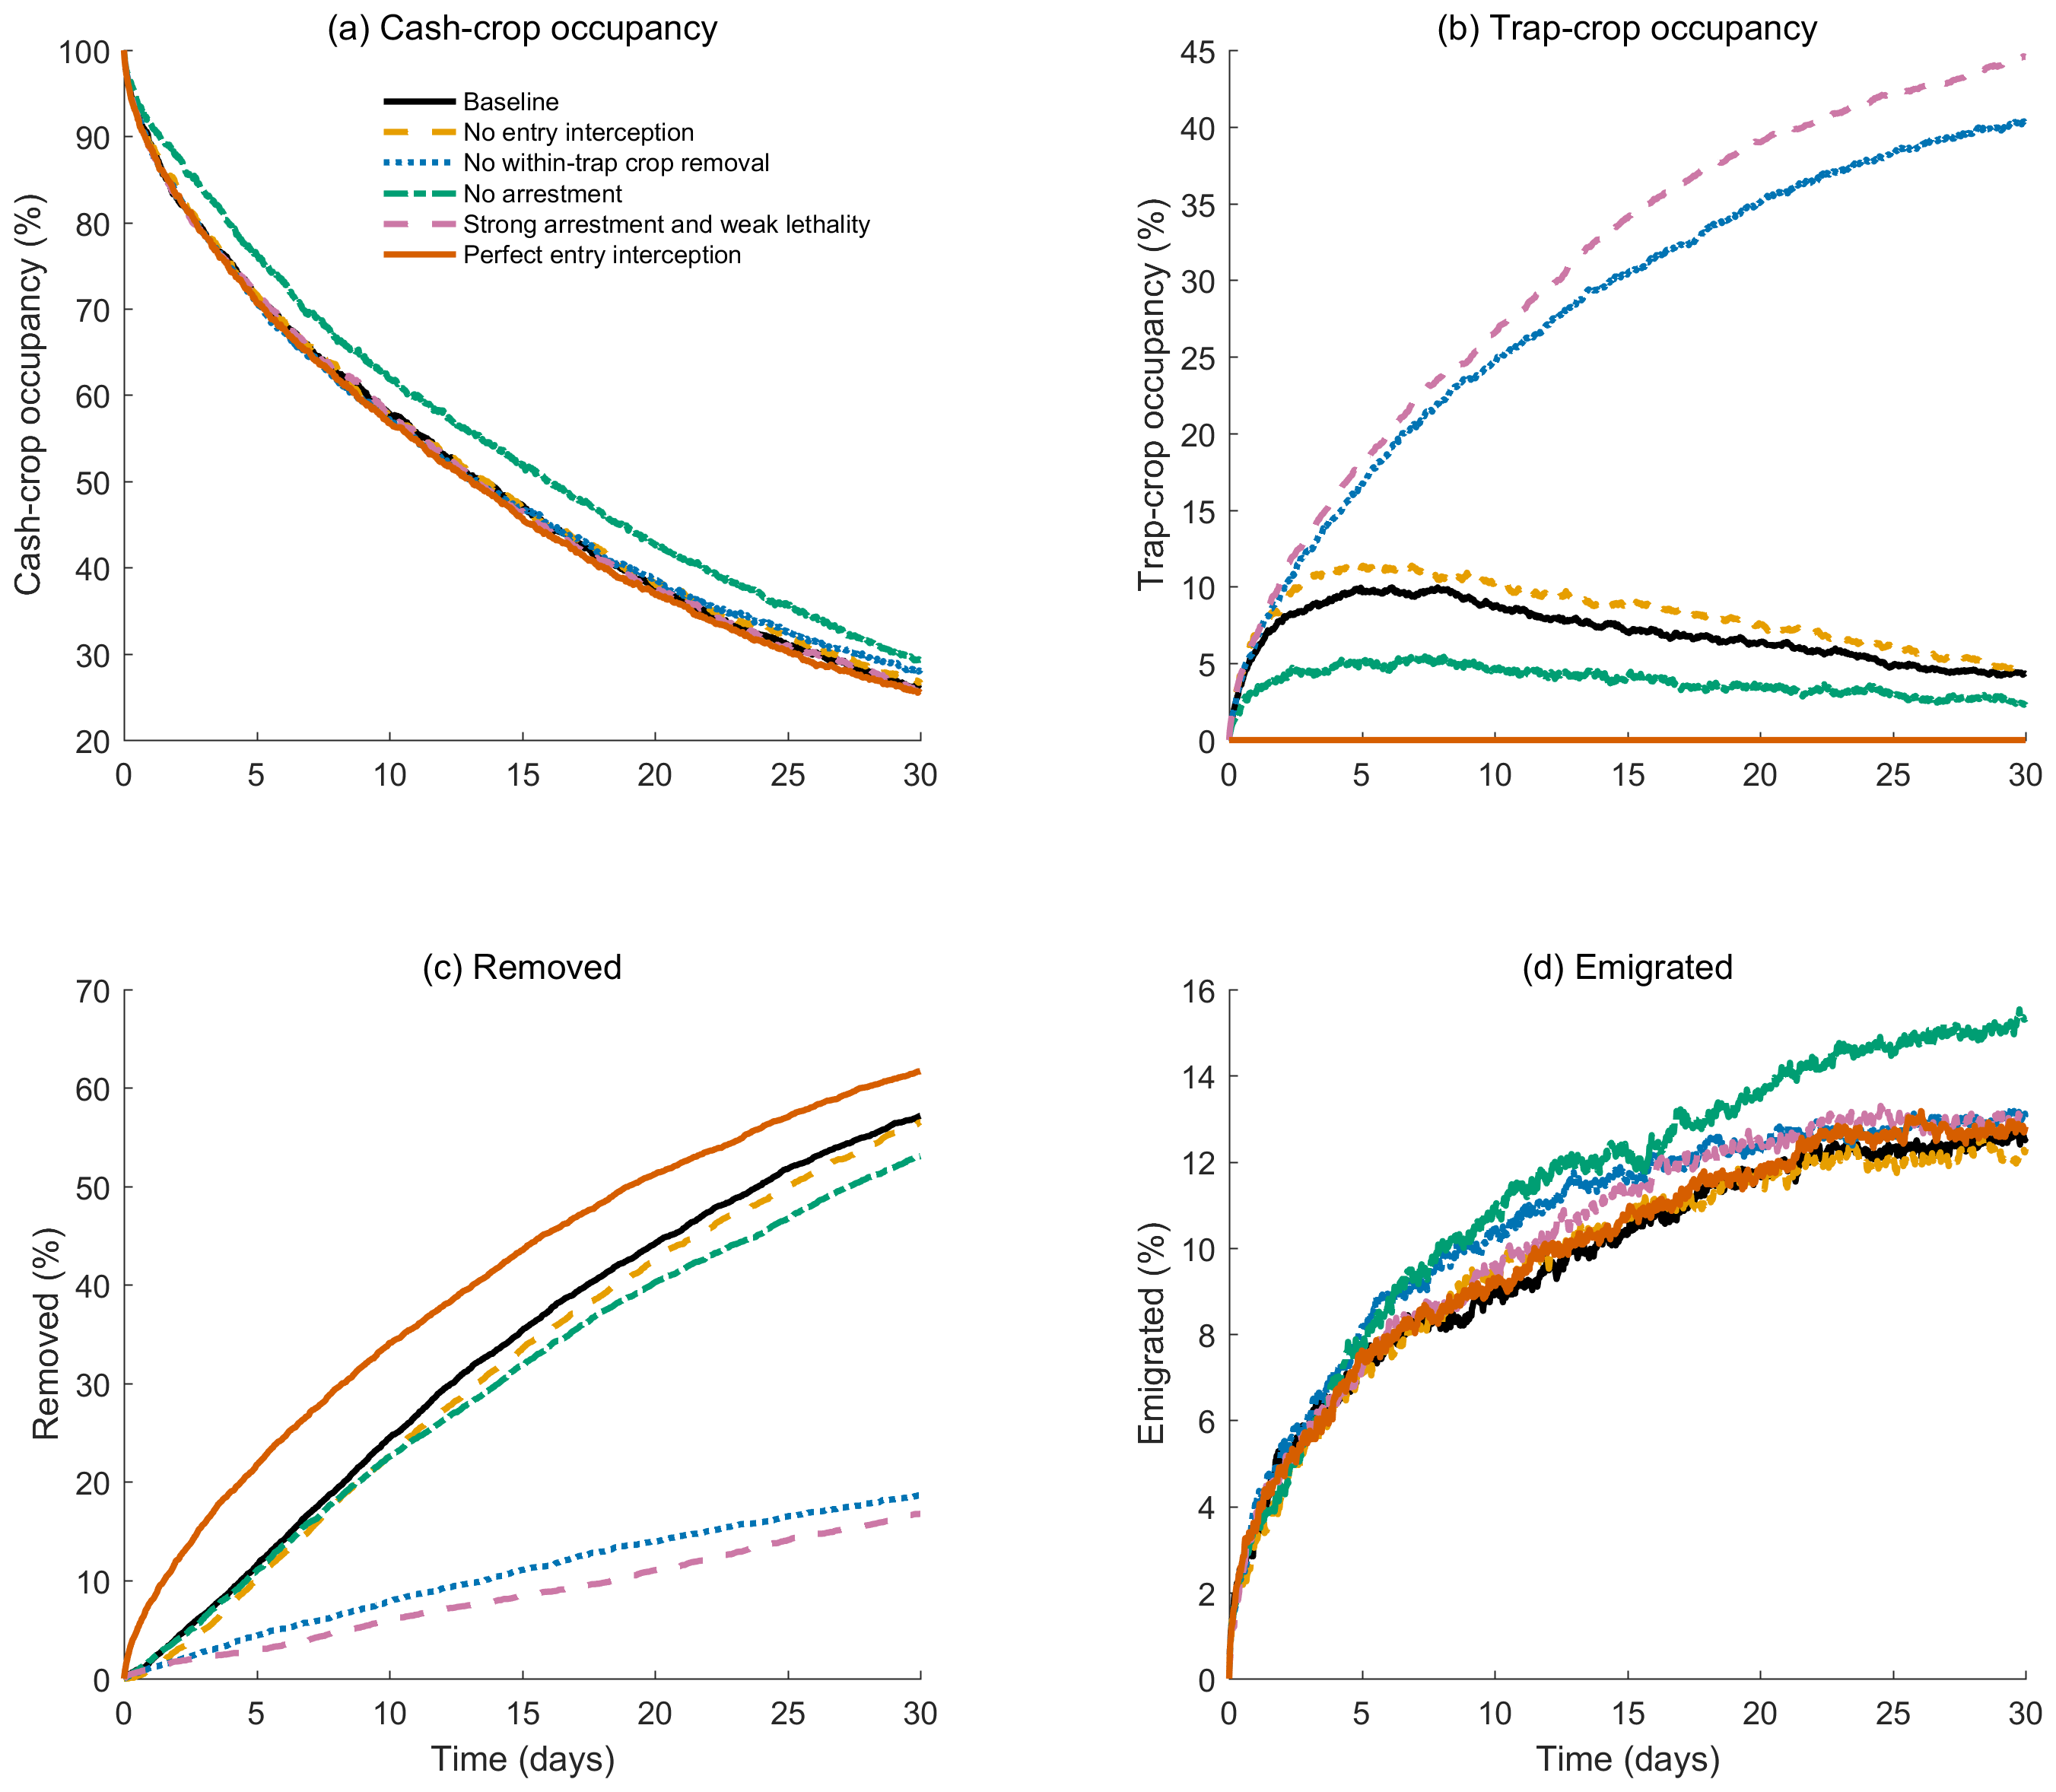 (a) Cash-crop occupancy
Cash-crop occupancy (%)
100
90
80
70
60
50
40
30
20
0 5 10 15 20 25 30
Baseline
No entry interception
No within-trap crop removal
No arrestment
Strong arrestment and weak lethality
Perfect entry interception
(b) Trap-crop occupancy
Trap-crop occupancy (%)
45
40
35
30
25
20
15
10
5
0
0 5 10 15 20 25 30
(c) Removed
Removed (%)
70
60
50
40
30
20
10
0
0 5 10 15 20 25 30
Time (days)
(d) Emigrated
Emigrated (%)
16
14
12
10
8
6
4
2
0
0 5 10 15 20 25 30
Time (days)